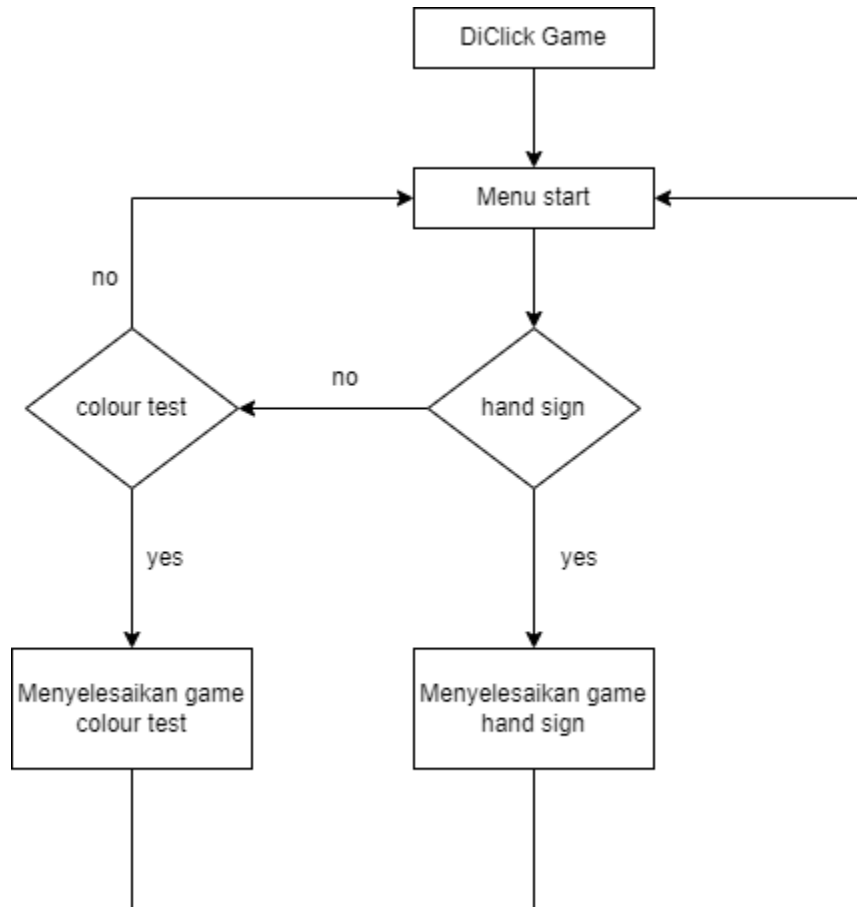 DiClick Game
Menu start
no
colour test
no
hand sign
yes
yes
Menyelesaikan game
colour test
Menyelesaikan game
hand sign